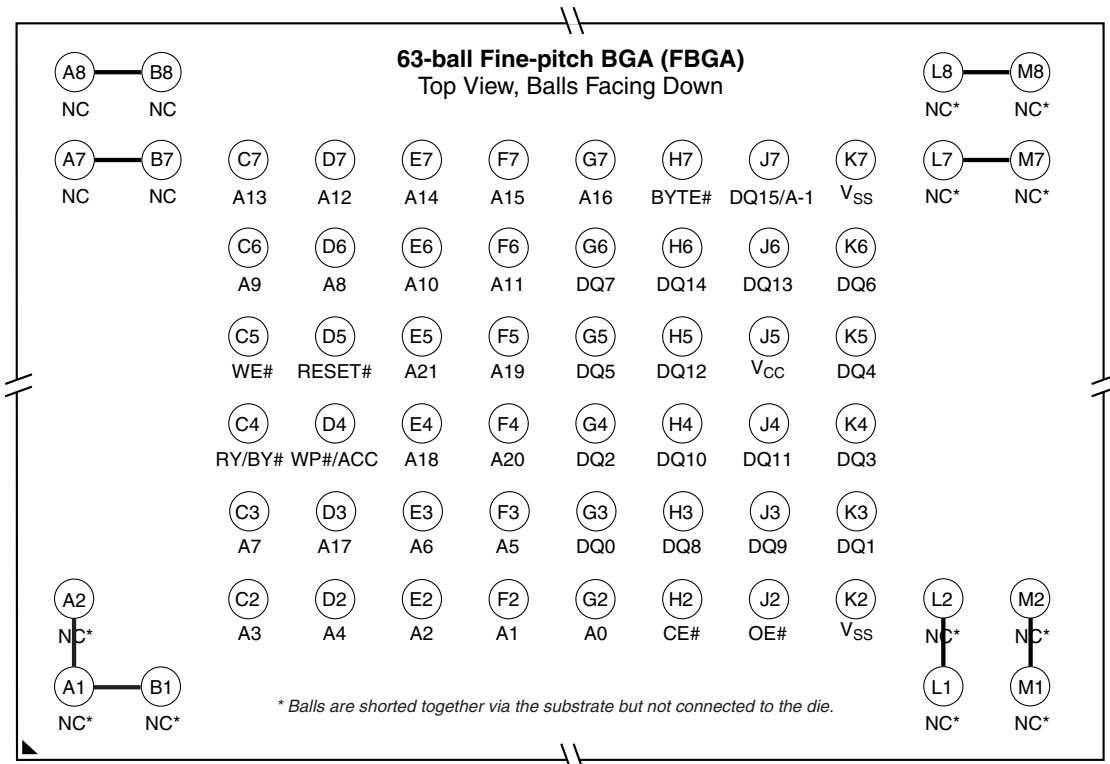 63-ball Fine-pitch BGA (FBGA)
Top View, Balls Facing Down
A8 B8 L8 M8
NC NC NC* NC*
A7 B7 C7 D7 E7 F7 G7 H7 J7 K7 L7 M7
NC NC A13 A12 A14 A15 A16 BYTE# DQ15/A-1 VSS NC* NC*
C6 D6 E6 F6 G6 H6 J6 K6
A9 A8 A10 A11 DQ7 DQ14 DQ13 DQ6
C5 D5 E5 F5 G5 H5 J5 K5
WE# RESET# A21 A19 DQ5 DQ12 VCC DQ4
C4 D4 E4 F4 G4 H4 J4 K4
RY/BY# WP#/ACC A18 A20 DQ2 DQ10 DQ11 DQ3
C3 D3 E3 F3 G3 H3 J3 K3
A7 A17 A6 A5 DQ0 DQ8 DQ9 DQ1
A2 C2 D2 E2 F2 G2 H2 J2 K2 L2 M2
NC* A3 A4 A2 A1 A0 CE# OE# VSS NC* NC*
A1 B1 L1 M1
NC* NC* NC* NC*
* Balls are shorted together via the substrate but not connected to the die.